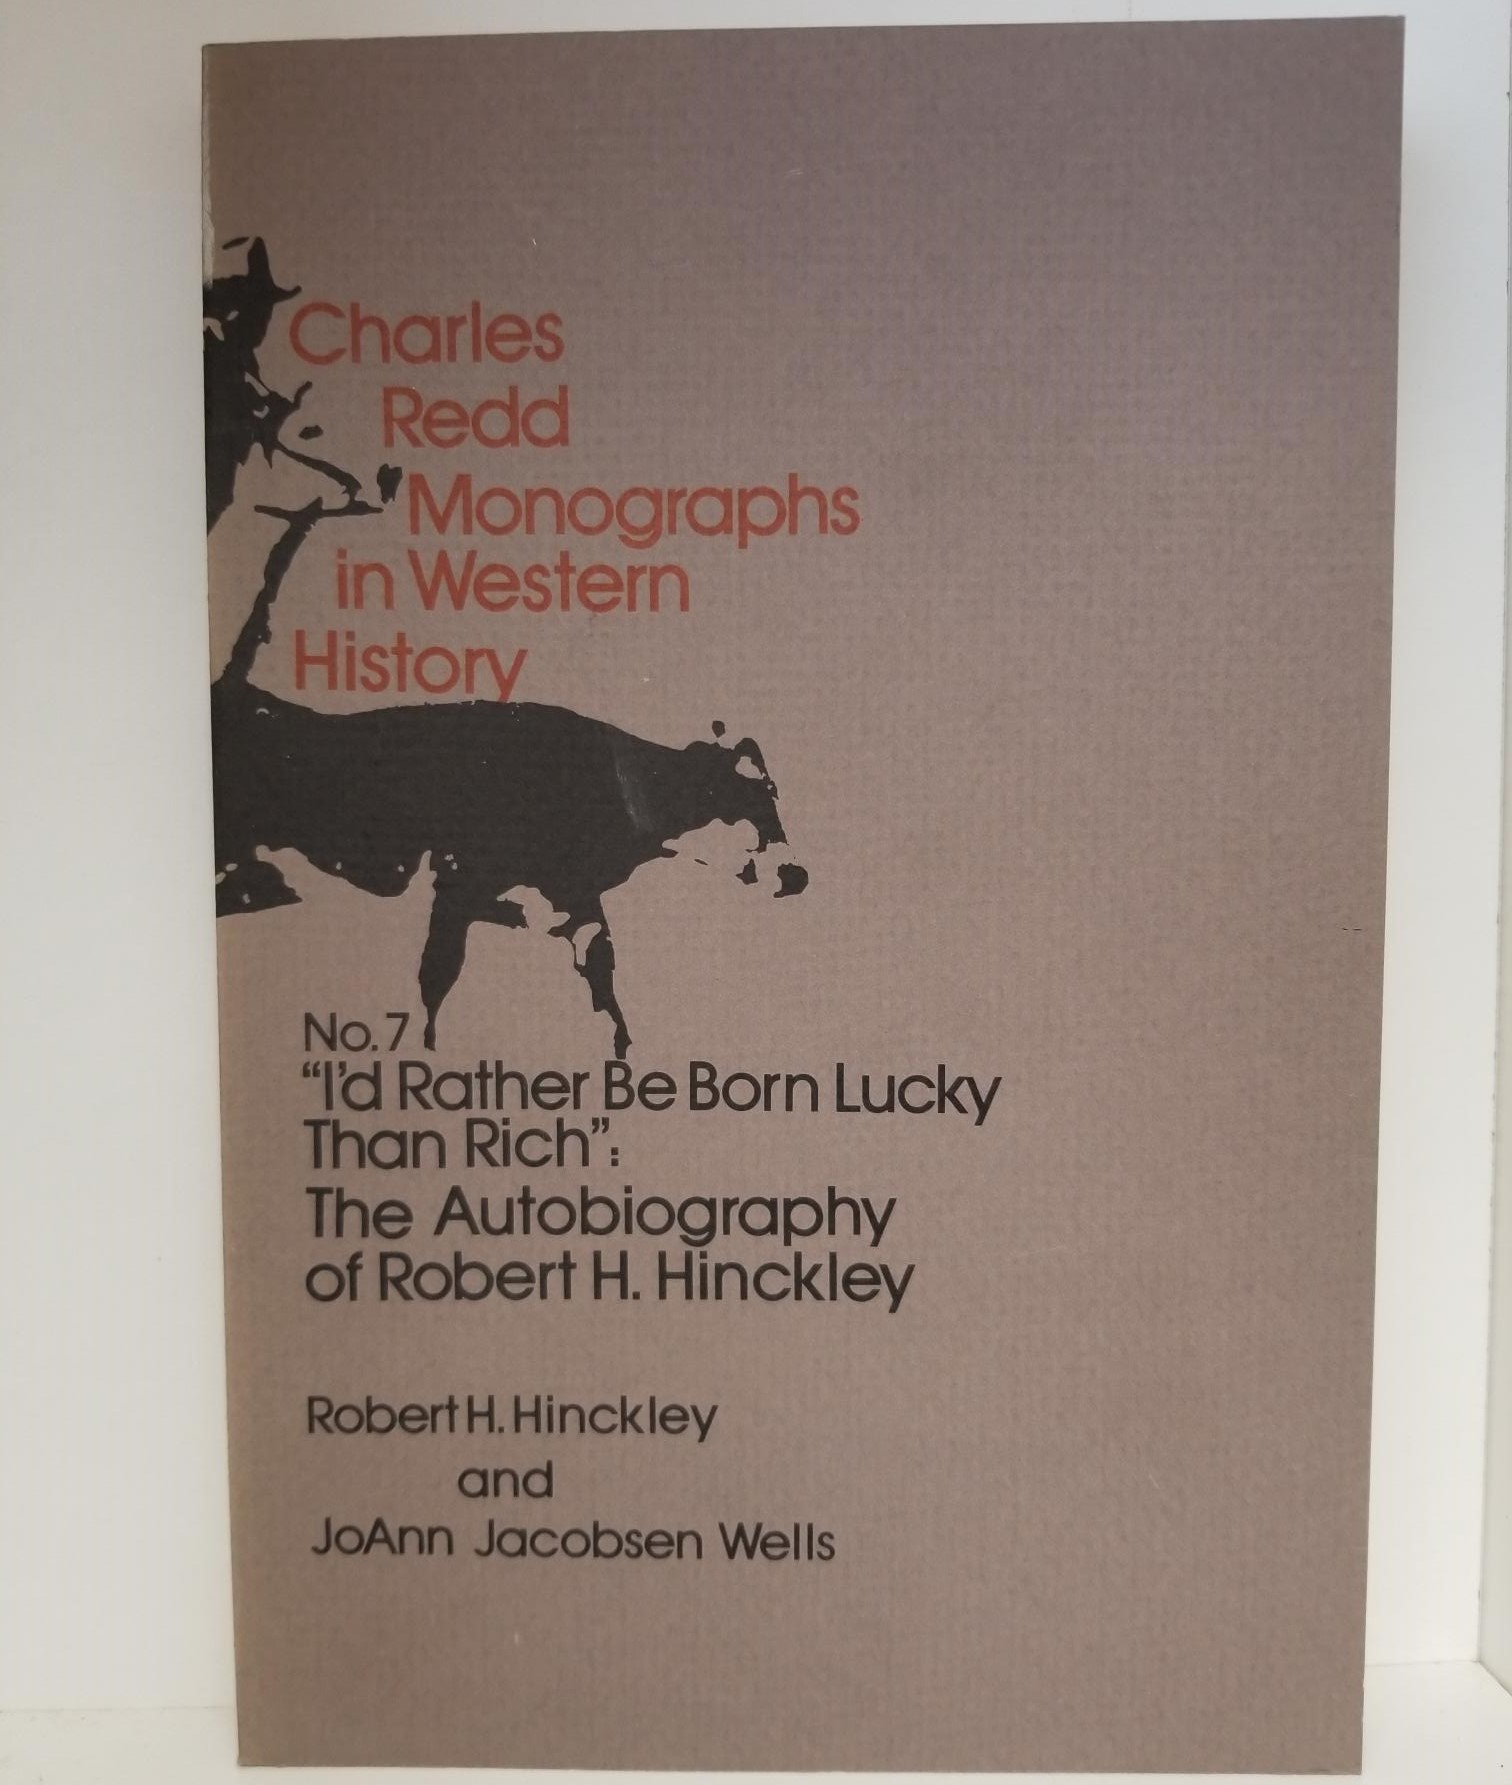 Charles
Redd
Monographs
in Western
History
No. 7
“I’d Rather Be Born Lucky
Than Rich”:
The Autobiography
of Robert H. Hinckley
Robert H. Hinckley
and
JoAnn Jacobsen Wells